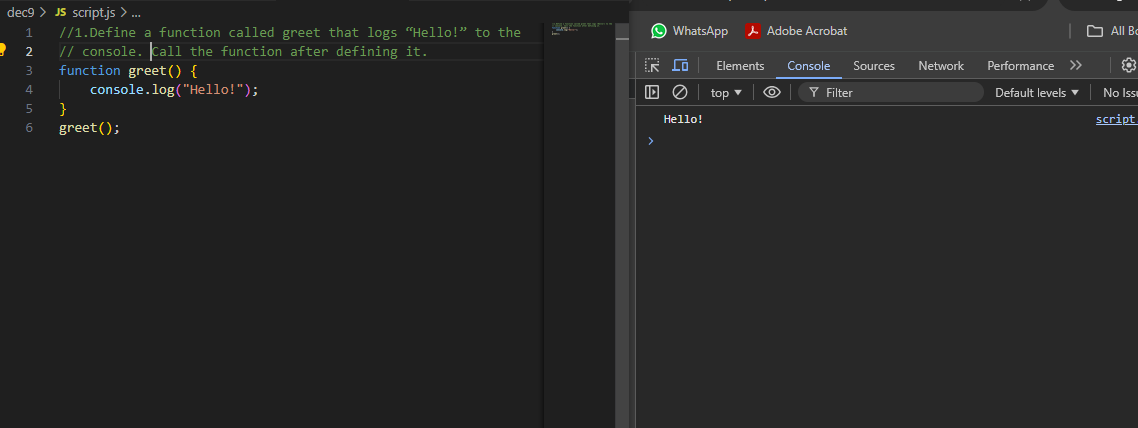 dec9 > JS script.js > ...
1 //1.Define a function called greet that logs “Hello!” to the
2 // console. Call the function after defining it.
3 function greet() {
4 console.log("Hello!");
5 }
6 greet();
WhatsApp Adobe Acrobat All Bo
Elements Console Sources Network Performance
top Filter Default levels No Issu
Hello! script
>